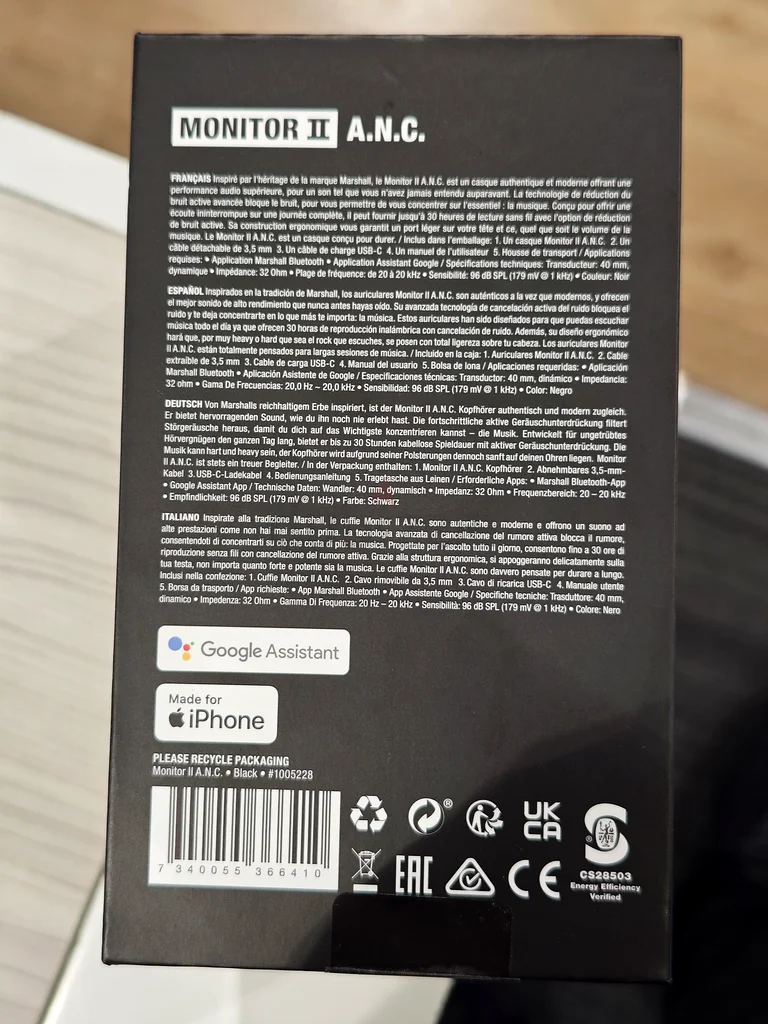 MONITOR II A.N.C.
FRANÇAIS Inspiré par l'héritage de la marque Marshall, le Monitor II A.N.C. est un casque authentique et moderne offrant une
performance audio supérieure, pour un son tel que vous n'avez jamais entendu auparavant. La technologie de réduction du
bruit active avancée bloque le bruit, pour vous permettre de vous concentrer sur l'essentiel : la musique. Conçu pour offrir une
écoute ininterrompue sur une journée complète, il peut fournir jusqu'à 30 heures de lecture sans fil avec l'option de réduction
de bruit active. Sa construction ergonomique vous garantit un port léger sur votre tête et ce, quel que soit le volume de la
musique. Le Monitor II A.N.C. est un casque conçu pour durer. / Inclus dans l'emballage: 1. Un casque Monitor II A.N.C. 2. Un
câble détachable de 3,5 mm 3. Un câble de charge USB-C 4. Un manuel de l'utilisateur 5. Housse de transport / Applications
requises: • Application Marshall Bluetooth • Application Assistant Google / Spécifications techniques: Transducteur: 40 mm,
dynamique • Impédance: 32 Ohm • Plage de fréquence: de 20 à 20 kHz • Sensibilité: 96 dB SPL (179 mV @ 1 kHz) • Couleur: Noir
ESPAÑOL Inspirados en la tradición de Marshall, los auriculares Monitor II A.N.C. son auténticos a la vez que modernos, y ofrecen
el mejor sonido de alto rendimiento que nunca antes hayas oído. Su avanzada tecnología de cancelación activa del ruido bloquea el
ruido y te deja concentrarte en lo que más te importa: la música. Estos auriculares han sido diseñados para que puedas escuchar
música todo el día ya que ofrecen 30 horas de reproducción inalámbrica con cancelación de ruido. Además, su diseño ergonómico
hará que, por muy heavy o hard que sea el rock que escuches, se posen con total ligereza sobre tu cabeza. Los auriculares Monitor
II A.N.C. están totalmente pensados para largas sesiones de música. / Incluido en la caja: 1. Auriculares Monitor II A.N.C. 2. Cable
extraible de 3,5 mm 3. Cable de carga USB-C 4. Manual del usuario 5. Bolsa de lona / Aplicaciones requeridas: • Aplicación
Marshall Bluetooth • Aplicación Asistente de Google / Especificaciones técnicas: Transductor: 40 mm, dinámico • Impedancia:
32 ohm • Gama De Frecuencias: 20,0 Hz ~ 20,0 kHz • Sensibilidad: 96 dB SPL (179 mV @ 1 kHz) • Color: Negro
DEUTSCH Von Marshalls reichhaltigem Erbe inspiriert, ist der Monitor II A.N.C. Kopfhörer authentisch und modern zugleich.
Er bietet hervorragenden Sound, wie du ihn noch nie erlebt hast. Die fortschrittliche aktive Geräuschunterdrückung filtert
Störgeräusche heraus, damit du dich auf das Wichtigste konzentrieren kannst – die Musik. Entwickelt für ungetrübtes
Hörvergnügen den ganzen Tag lang, bietet er bis zu 30 Stunden kabellose Spieldauer mit aktiver Geräuschunterdrückung. Die
Musik kann hart und heavy sein, der Kopfhörer wird aufgrund seiner Polsterungen dennoch sanft auf deinen Ohren liegen. Monitor
II A.N.C. ist stets ein treuer Begleiter. / In der Verpackung enthalten: 1. Monitor II A.N.C. Kopfhörer 2. Abnehmbares 3,5-mm-
Kabel 3. USB-C-Ladekabel 4. Bedienungsanleitung 5. Tragetasche aus Leinen / Erforderliche Apps: • Marshall Bluetooth-App
• Google Assistant App / Technische Daten: Wandler: 40 mm, dynamisch • Impedanz: 32 Ohm • Frequenzbereich: 20 – 20 kHz
• Empfindlichkeit: 96 dB SPL (179 mV @ 1 kHz) • Farbe: Schwarz
ITALIANO Inspirate alla tradizione Marshall, le cuffie Monitor II A.N.C. sono autentiche e moderne e offrono un suono ad
alte prestazioni come non hai mai sentito prima. La tecnologia avanzata di cancellazione del rumore attiva blocca il rumore,
consentendoti di concentrarti su ciò che conta di più: la musica. Progettate per l'ascolto tutto il giorno, consentono fino a 30 ore di
riproduzione senza fili con cancellazione del rumore attiva. Grazie alla struttura ergonomica, si appoggeranno delicatamente sulla
tua testa, non importa quanto forte e potente sia la musica. Le cuffie Monitor II A.N.C. sono davvero pensate per durare a lungo.
Inclusi nella confezione: 1. Cuffie Monitor II A.N.C. 2. Cavo rimovibile da 3,5 mm 3. Cavo di ricarica USB-C 4. Manuale utente
5. Borsa da trasporto / App richieste: • App Marshall Bluetooth • App Assistente Google / Specifiche tecniche: Trasduttore: 40 mm,
dinamico • Impedenza: 32 Ohm • Gamma Di Frequenza: 20 Hz – 20 kHz • Sensibilità: 96 dB SPL (179 mV @ 1 kHz) • Colore: Nero
Google Assistant
Made for
iPhone
PLEASE RECYCLE PACKAGING
Monitor II A.N.C. • Black • #1005228
7 340055 366410
UK
CA
EAC
CE
CS28503
Energy Efficiency
Verified